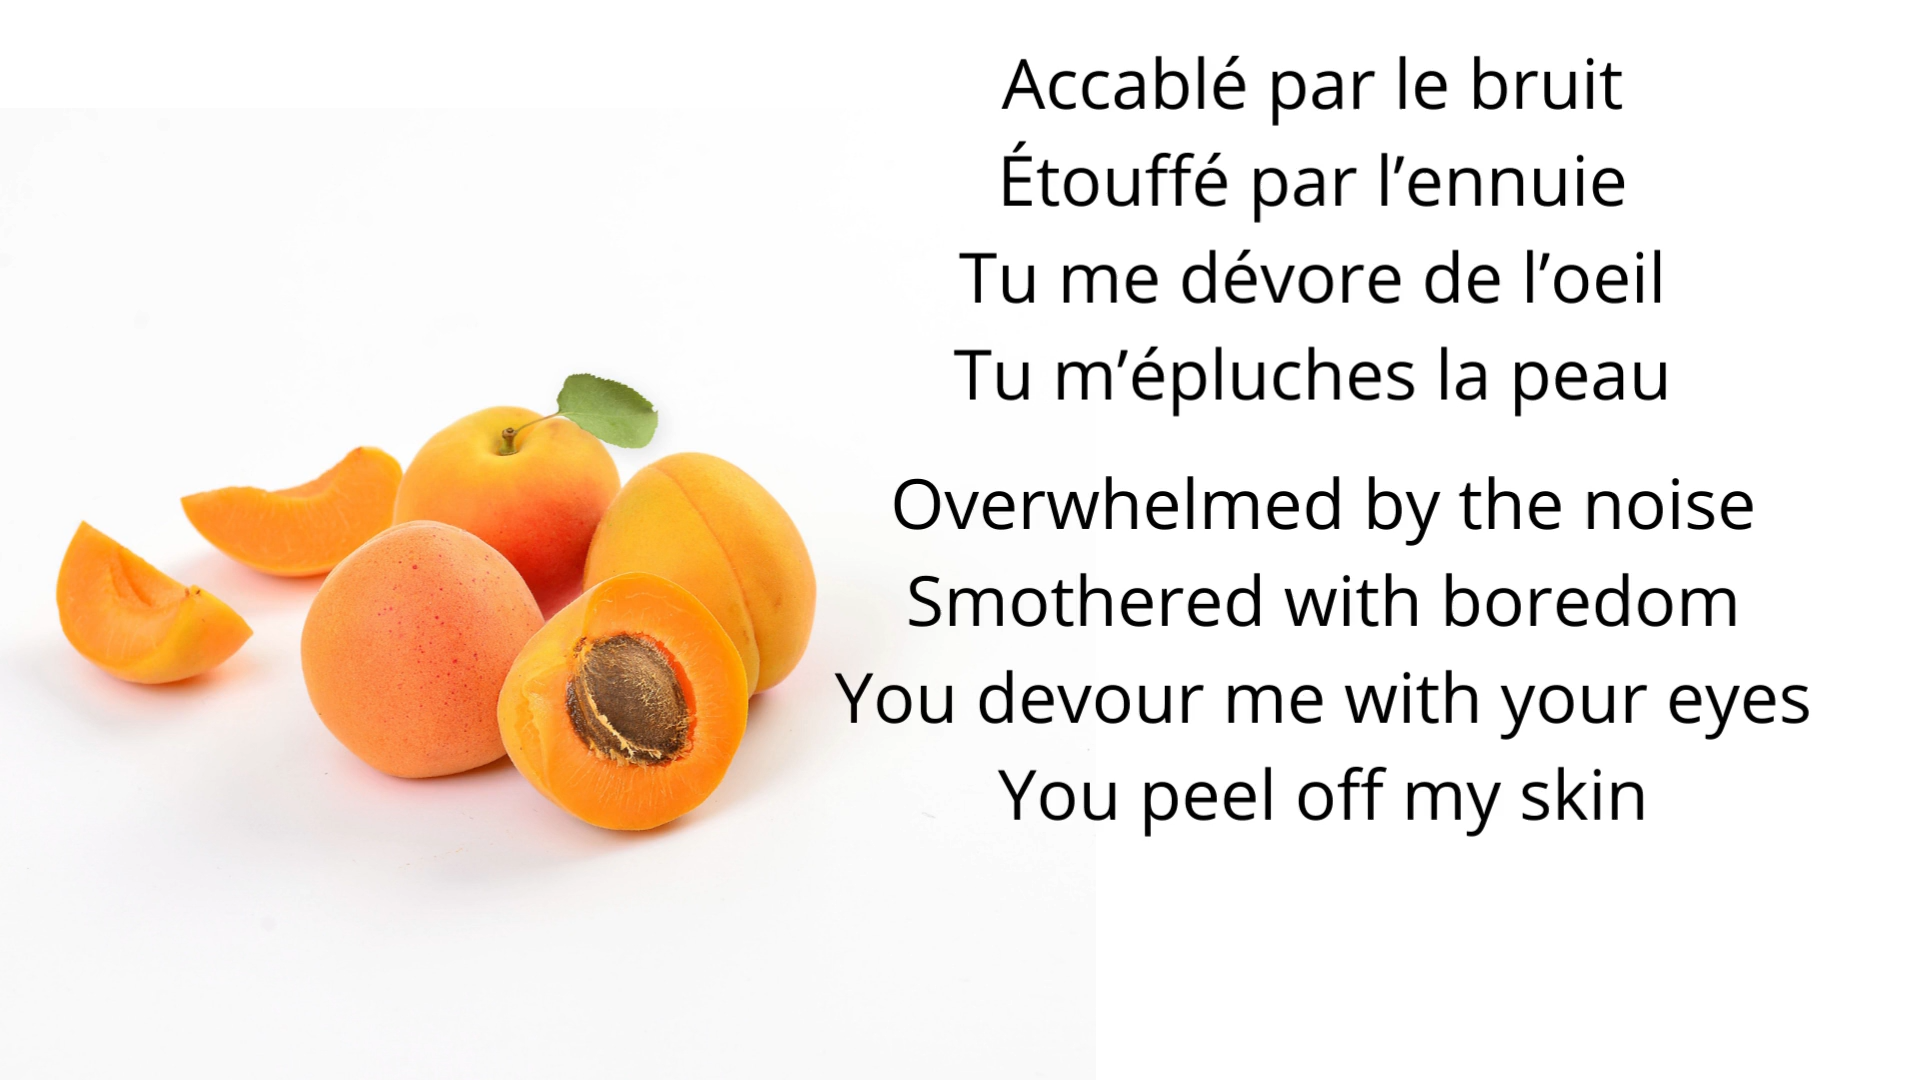 Accablé par le bruit
Étouffé par l’ennuie
Tu me dévore de l’oeil
Tu m’épluches la peau
Overwhelmed by the noise
Smothered with boredom
You devour me with your eyes
You peel off my skin